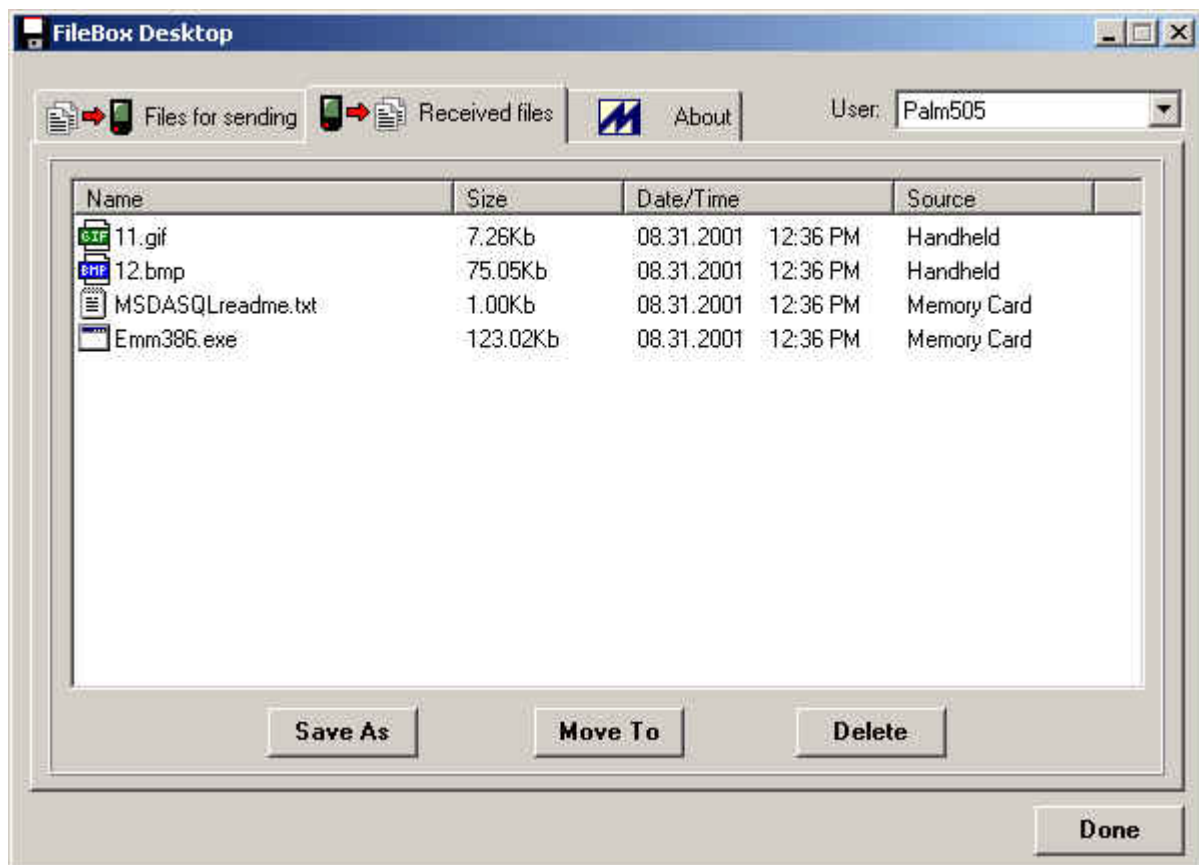 FileBox Desktop
Files for sending Received files About User: Palm505
Name Size Date/Time Source
GIF 11.gif 7.26Kb 08.31.2001 12:36 PM Handheld
BMP 12.bmp 75.05Kb 08.31.2001 12:36 PM Handheld
MSDASQLreadme.txt 1.00Kb 08.31.2001 12:36 PM Memory Card
Emm386.exe 123.02Kb 08.31.2001 12:36 PM Memory Card
Save As Move To Delete
Done